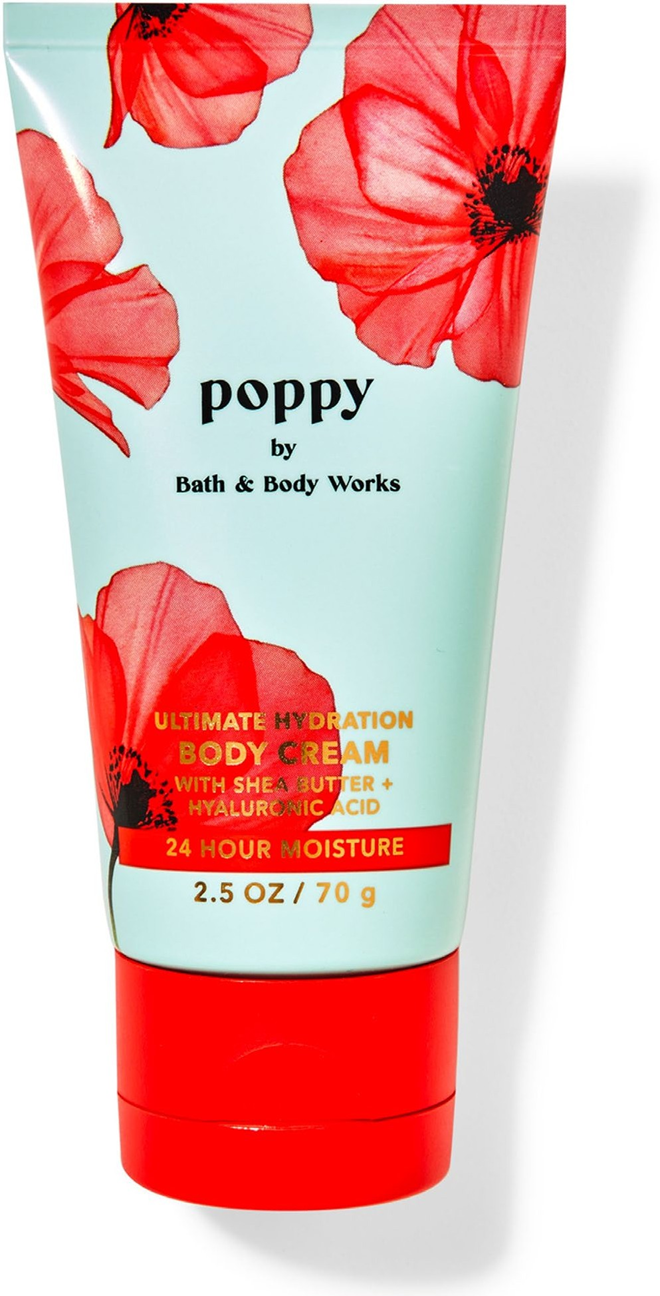 poppy
by
Bath & Body Works
ULTIMATE HYDRATION
BODY CREAM
WITH SHEA BUTTER +
HYALURONIC ACID
24 HOUR MOISTURE
2.5 OZ / 70 g